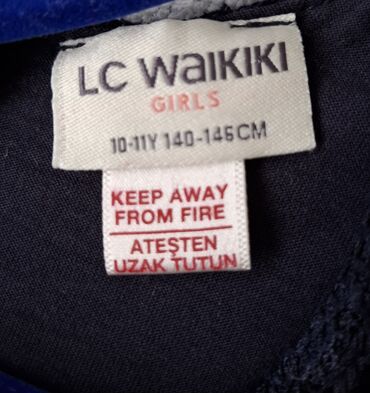 LC WaIKIKI
GIRLS
10-11Y 140-146CM
KEEP AWAY
FROM FIRE
ATEŞTEN
UZAK TUTUN